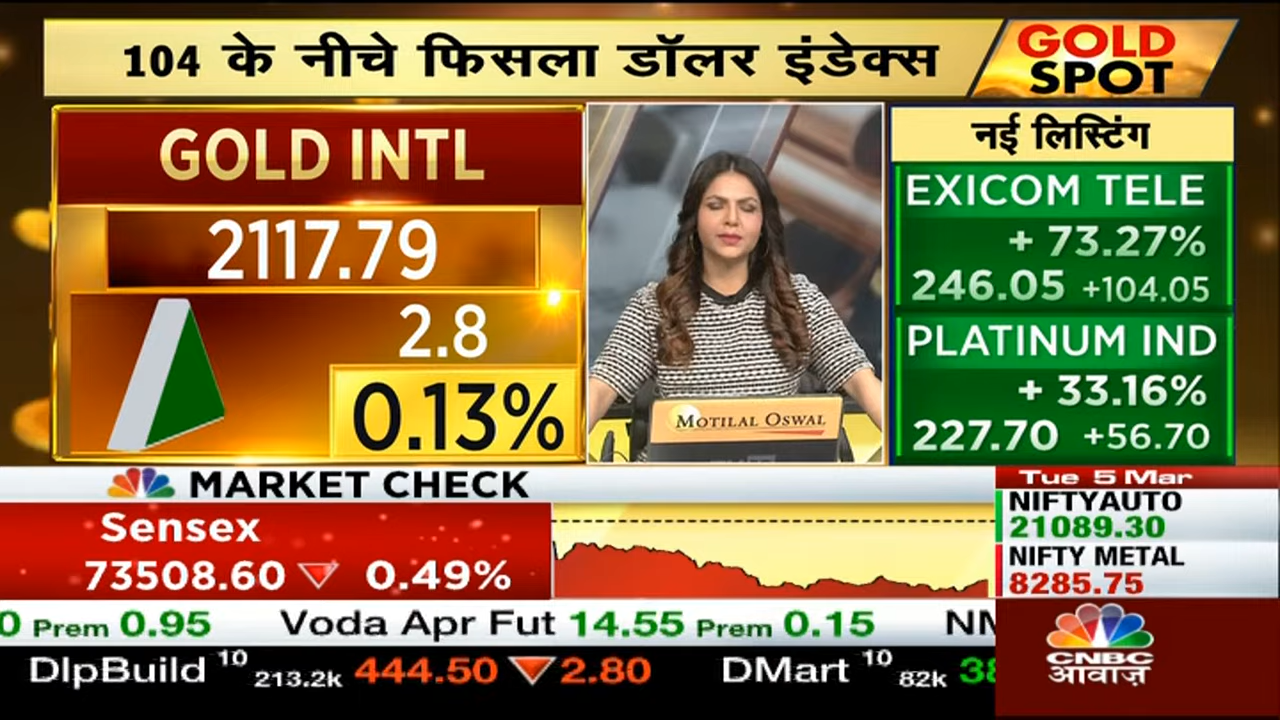 104 के नीचे फिसला डॉलर इंडेक्स
GOLD
SPOT
GOLD INTL
2117.79
2.8
0.13%
MOTILAL OSWAL
नई लिस्टिंग
EXICOM TELE
+ 73.27%
246.05 +104.05
PLATINUM IND
+ 33.16%
227.70 +56.70
MARKET CHECK
Sensex
73508.60 0.49%
Tue 5 Mar
NIFTYAUTO
21089.30
NIFTY METAL
8285.75
0 Prem 0.95 Voda Apr Fut 14.55 Prem 0.15 NM
DlpBuild 10 213.2k 444.50 2.80 DMart 10 82k 38
CNBC
आवाज़